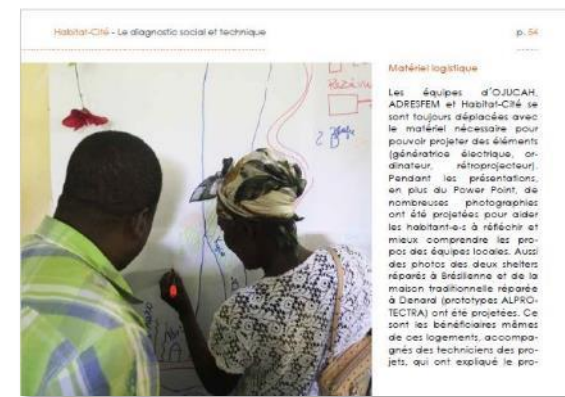 Habitat-Cité - Le diagnostic social et technique
p. 54
Matériel logistique
Les équipes d'OJUCAH,
ADRESFEM et Habitat-Cité se
sont toujours déplacées avec
le matériel nécessaire pour
pouvoir projeter des éléments
(génératrice électrique, or-
dinateur, rétroprojecteur).
Pendant les présentations,
en plus du Power Point, de
nombreuses photographies
ont été projetées pour aider
les habitant-e-s à réfléchir et
mieux comprendre les pro-
pos des équipes locales. Aussi
des photos des deux shelters
réparés à Brésilienne et de la
maison traditionnelle réparée
à Denaral (prototypes ALPRO-
TECTRA) ont été projetées. Ce
sont les bénéficiaires mêmes
de ces logements, accompa-
gnés des techniciens des pro-
jets, qui ont expliqué le pro-